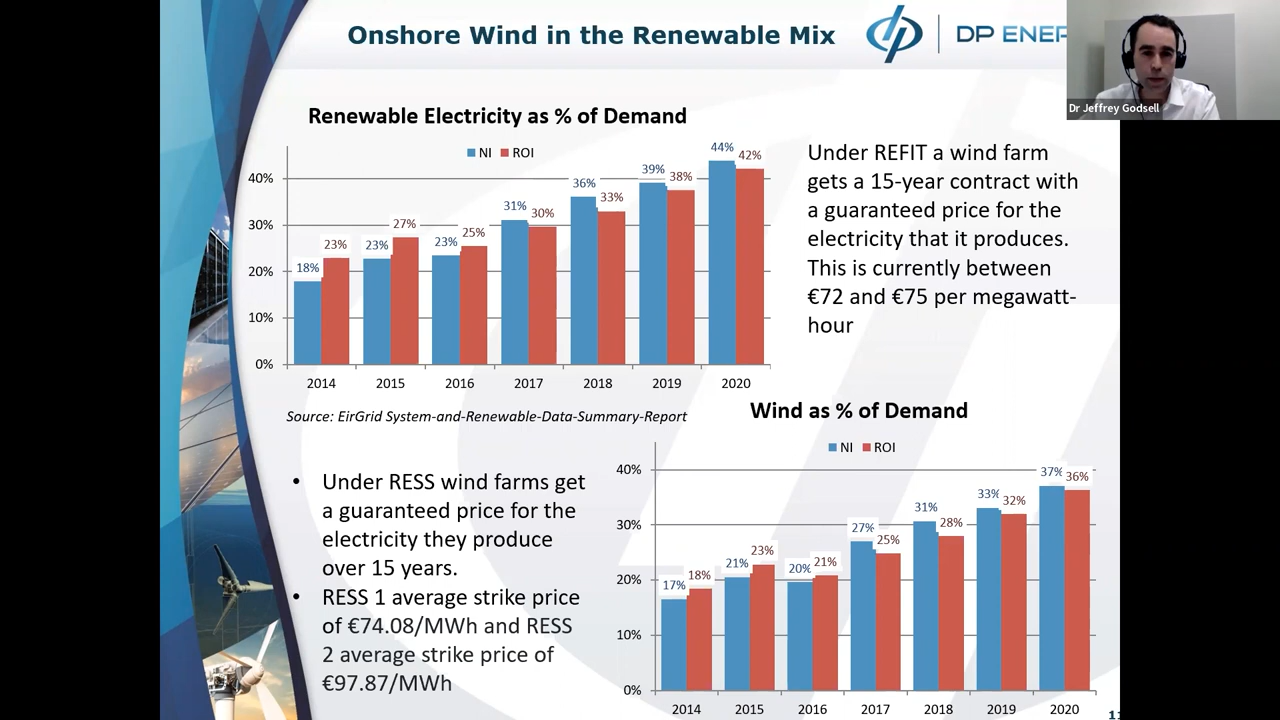 Onshore Wind in the Renewable Mix
DP ENER
Dr Jeffrey Godsell
Renewable Electricity as % of Demand
NI ROI
40%
30%
20%
10%
0%
18% 23% 23% 27% 23% 25% 31% 30% 36% 33% 39% 38% 44% 42%
2014 2015 2016 2017 2018 2019 2020
Source: EirGrid System-and-Renewable-Data-Summary-Report
Under REFIT a wind farm
gets a 15-year contract with
a guaranteed price for the
electricity that it produces.
This is currently between
€72 and €75 per megawatt-
hour
• Under RESS wind farms get
a guaranteed price for the
electricity they produce
over 15 years.
• RESS 1 average strike price
of €74.08/MWh and RESS
2 average strike price of
€97.87/MWh
Wind as % of Demand
NI ROI
40%
30%
20%
10%
0%
17% 18% 21% 23% 20% 21% 27% 25% 31% 28% 33% 32% 37% 36%
2014 2015 2016 2017 2018 2019 2020